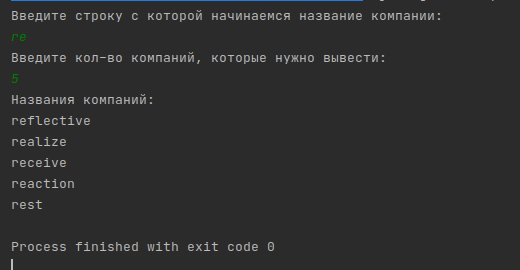 Введите строку с которой начинаемся название компании:
re
Введите кол-во компаний, которые нужно вывести:
5
Названия компаний:
reflective
realize
receive
reaction
rest
Process finished with exit code 0